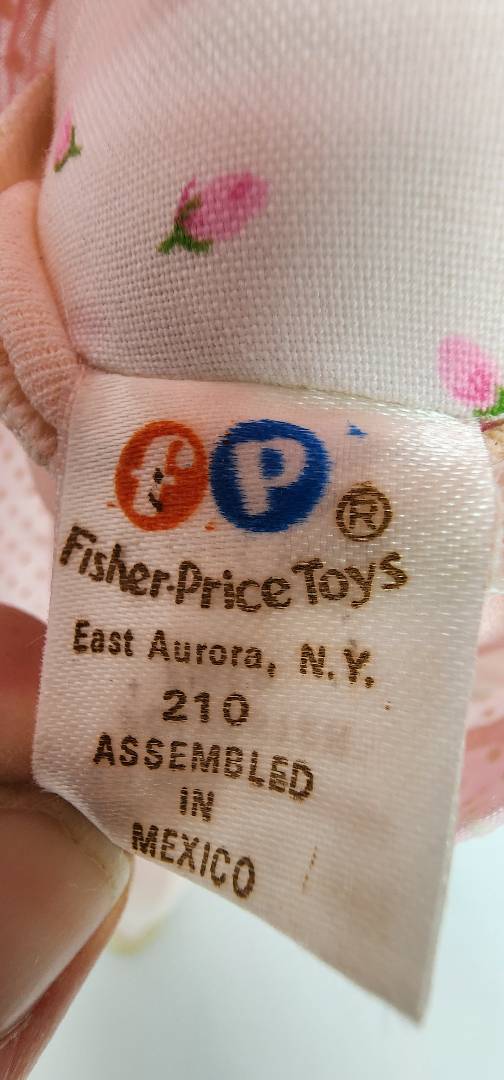 fP ®
Fisher-Price Toys
East Aurora, N.Y.
210
ASSEMBLED
IN
MEXICO